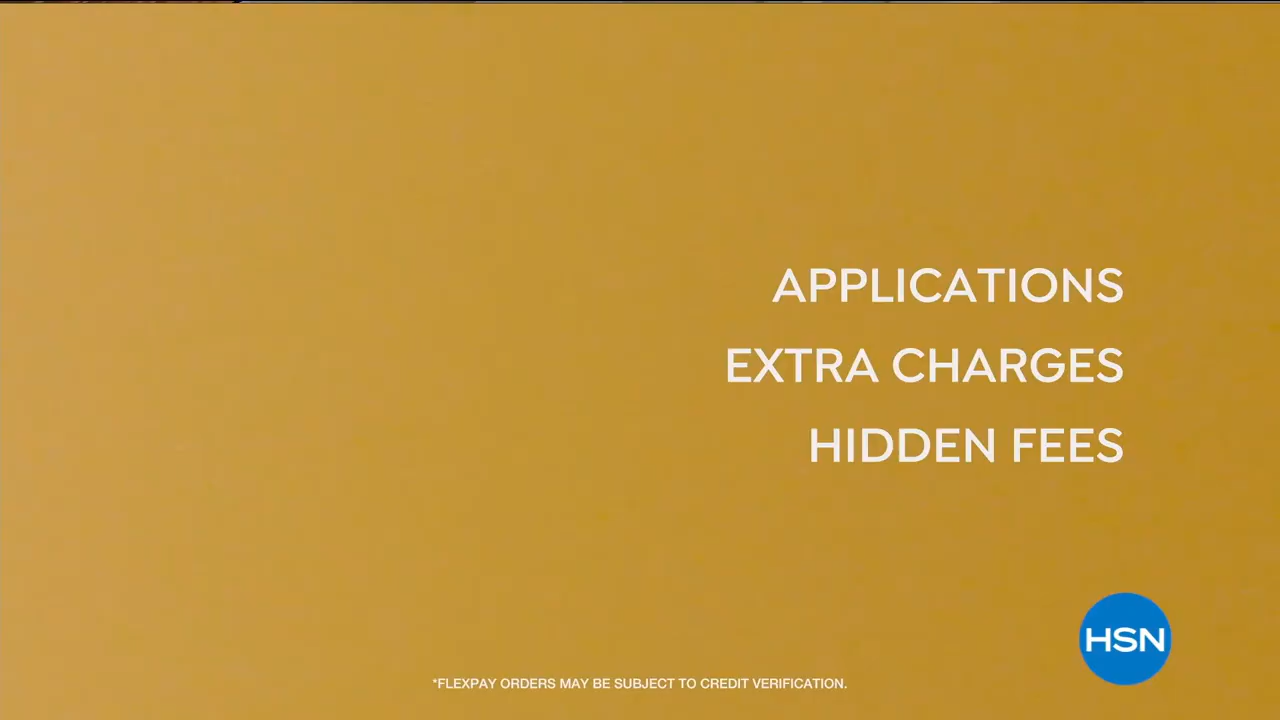 APPLICATIONS
EXTRA CHARGES
HIDDEN FEES
HSN
*FLEXPAY ORDERS MAY BE SUBJECT TO CREDIT VERIFICATION.